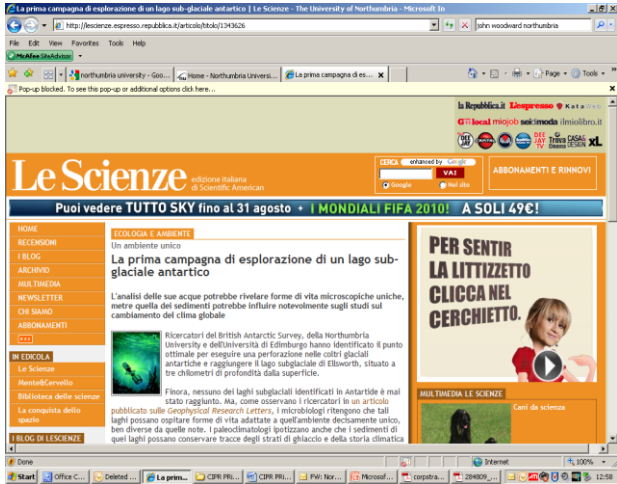 La prima campagna di esplorazione di un lago sub-glaciale antartico | Le Scienze - The University of Northumbria - Microsoft In
http://lescienze.espresso.repubblica.it/articolo/titolo/1343626
john woodward northumbria
File Edit View Favorites Tools Help
McAfee SiteAdvisor
northumbria university - Goo...
Home - Northumbria Universi...
La prima campagna di es...
Page
Tools
Pop-up blocked. To see this pop-up or additional options click here...
la Repubblica.it L'espresso KataWeb
local miojob seidimoda ilmiolibro.it
DEEJAY TV
Trova Cinema
CASA& DESIGN
XL
Le Scienze
edizione italiana
di Scientific American
CERCA
enhanced by Google
VAI
Google
Nel sito
ABBONAMENTI E RINNOVI
Puoi vedere TUTTO SKY fino al 31 agosto + I MONDIALI FIFA 2010! A SOLI 49€!
HOME
RECENSIONI
I BLOG
ARCHIVIO
MULTIMEDIA
NEWSLETTER
CHI SIAMO
ABBONAMENTI
RSS
IN EDICOLA
Le Scienze
Mente&Cervello
Biblioteca delle scienze
La conquista dello
spazio
I BLOG DI LESCIENZE
ECOLOGIA E AMBIENTE
Un ambiente unico
La prima campagna di esplorazione di un lago sub-
glaciale antartico
L'analisi delle sue acque potrebbe rivelare forme di vita microscopiche uniche,
metre quella dei sedimenti potrebbe influire notevolmente sugli studi sul
cambiamento del clima globale
Ricercatori del British Antarctic Survey, della Northumbria
University e dell'Università di Edimburgo hanno identificato il punto
ottimale per eseguire una perforazione nelle coltri glaciali
antartiche e raggiungere il lago subglaciale di Ellsworth, situato a
tre chilometri di profondità dalla superficie.
Finora, nessuno dei laghi subglaciali identificati in Antartide è mai
stato raggiunto. Ma, come osservano i ricercatori in un articolo
pubblicato sulle Geophysical Research Letters, i microbiologi ritengono che tali
laghi possano ospitare forme di vita adattate a quell'ambiente decisamente unico,
ben diverse da quelle note. I paleoclimatologi ipotizzano anche che i sedimenti di
quei laghi possano conservare tracce degli strati di ghiaccio e della storia climatica
PER SENTIR
LA LITTIZZETTO
CLICCA NEL
CERCHIETTO.
MULTIMEDIA LE SCIENZE
Cani da scienza
Done
Internet
100%
Start
Office C...
Deleted ...
La prim...
CIPR PRI...
CIPR PRI...
FW: Nor...
Microsof...
corpstra...
204809_...
12:58